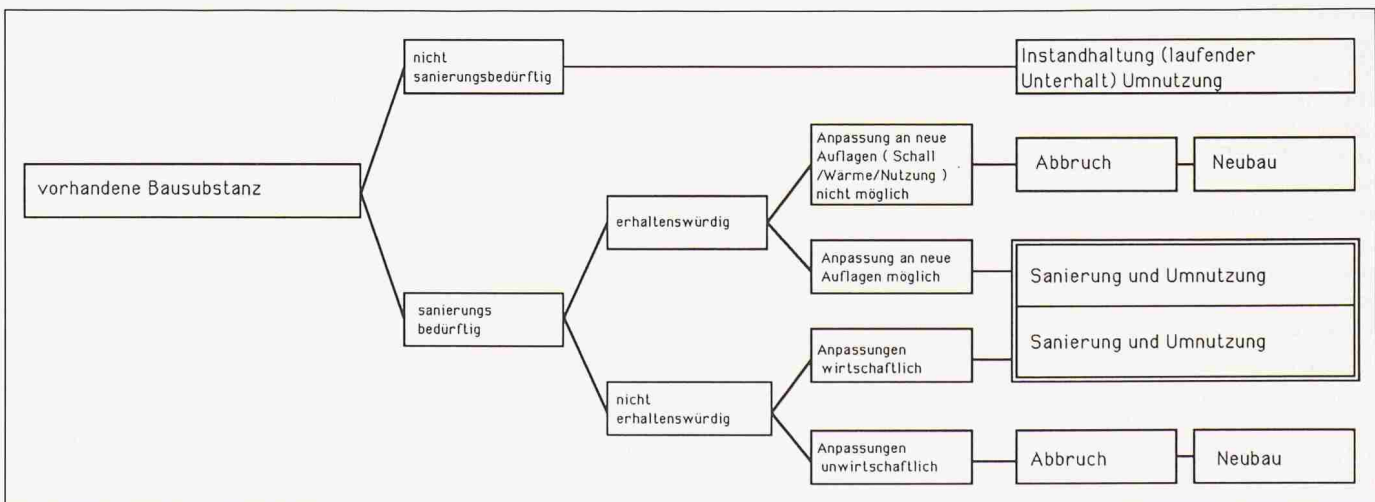 vorhandene Bausubstanz
nicht
sanierungsbedürftig
Instandhaltung (laufender
Unterhalt) Umnutzung
sanierungs
bedürftig
erhaltenswürdig
Anpassung an neue
Auflagen ( Schall
/Wärme/Nutzung )
nicht möglich
Abbruch
Neubau
Anpassung an neue
Auflagen möglich
Sanierung und Umnutzung
nicht
erhaltenswürdig
Anpassungen
wirtschaftlich
Sanierung und Umnutzung
Anpassungen
unwirtschaftlich
Abbruch
Neubau